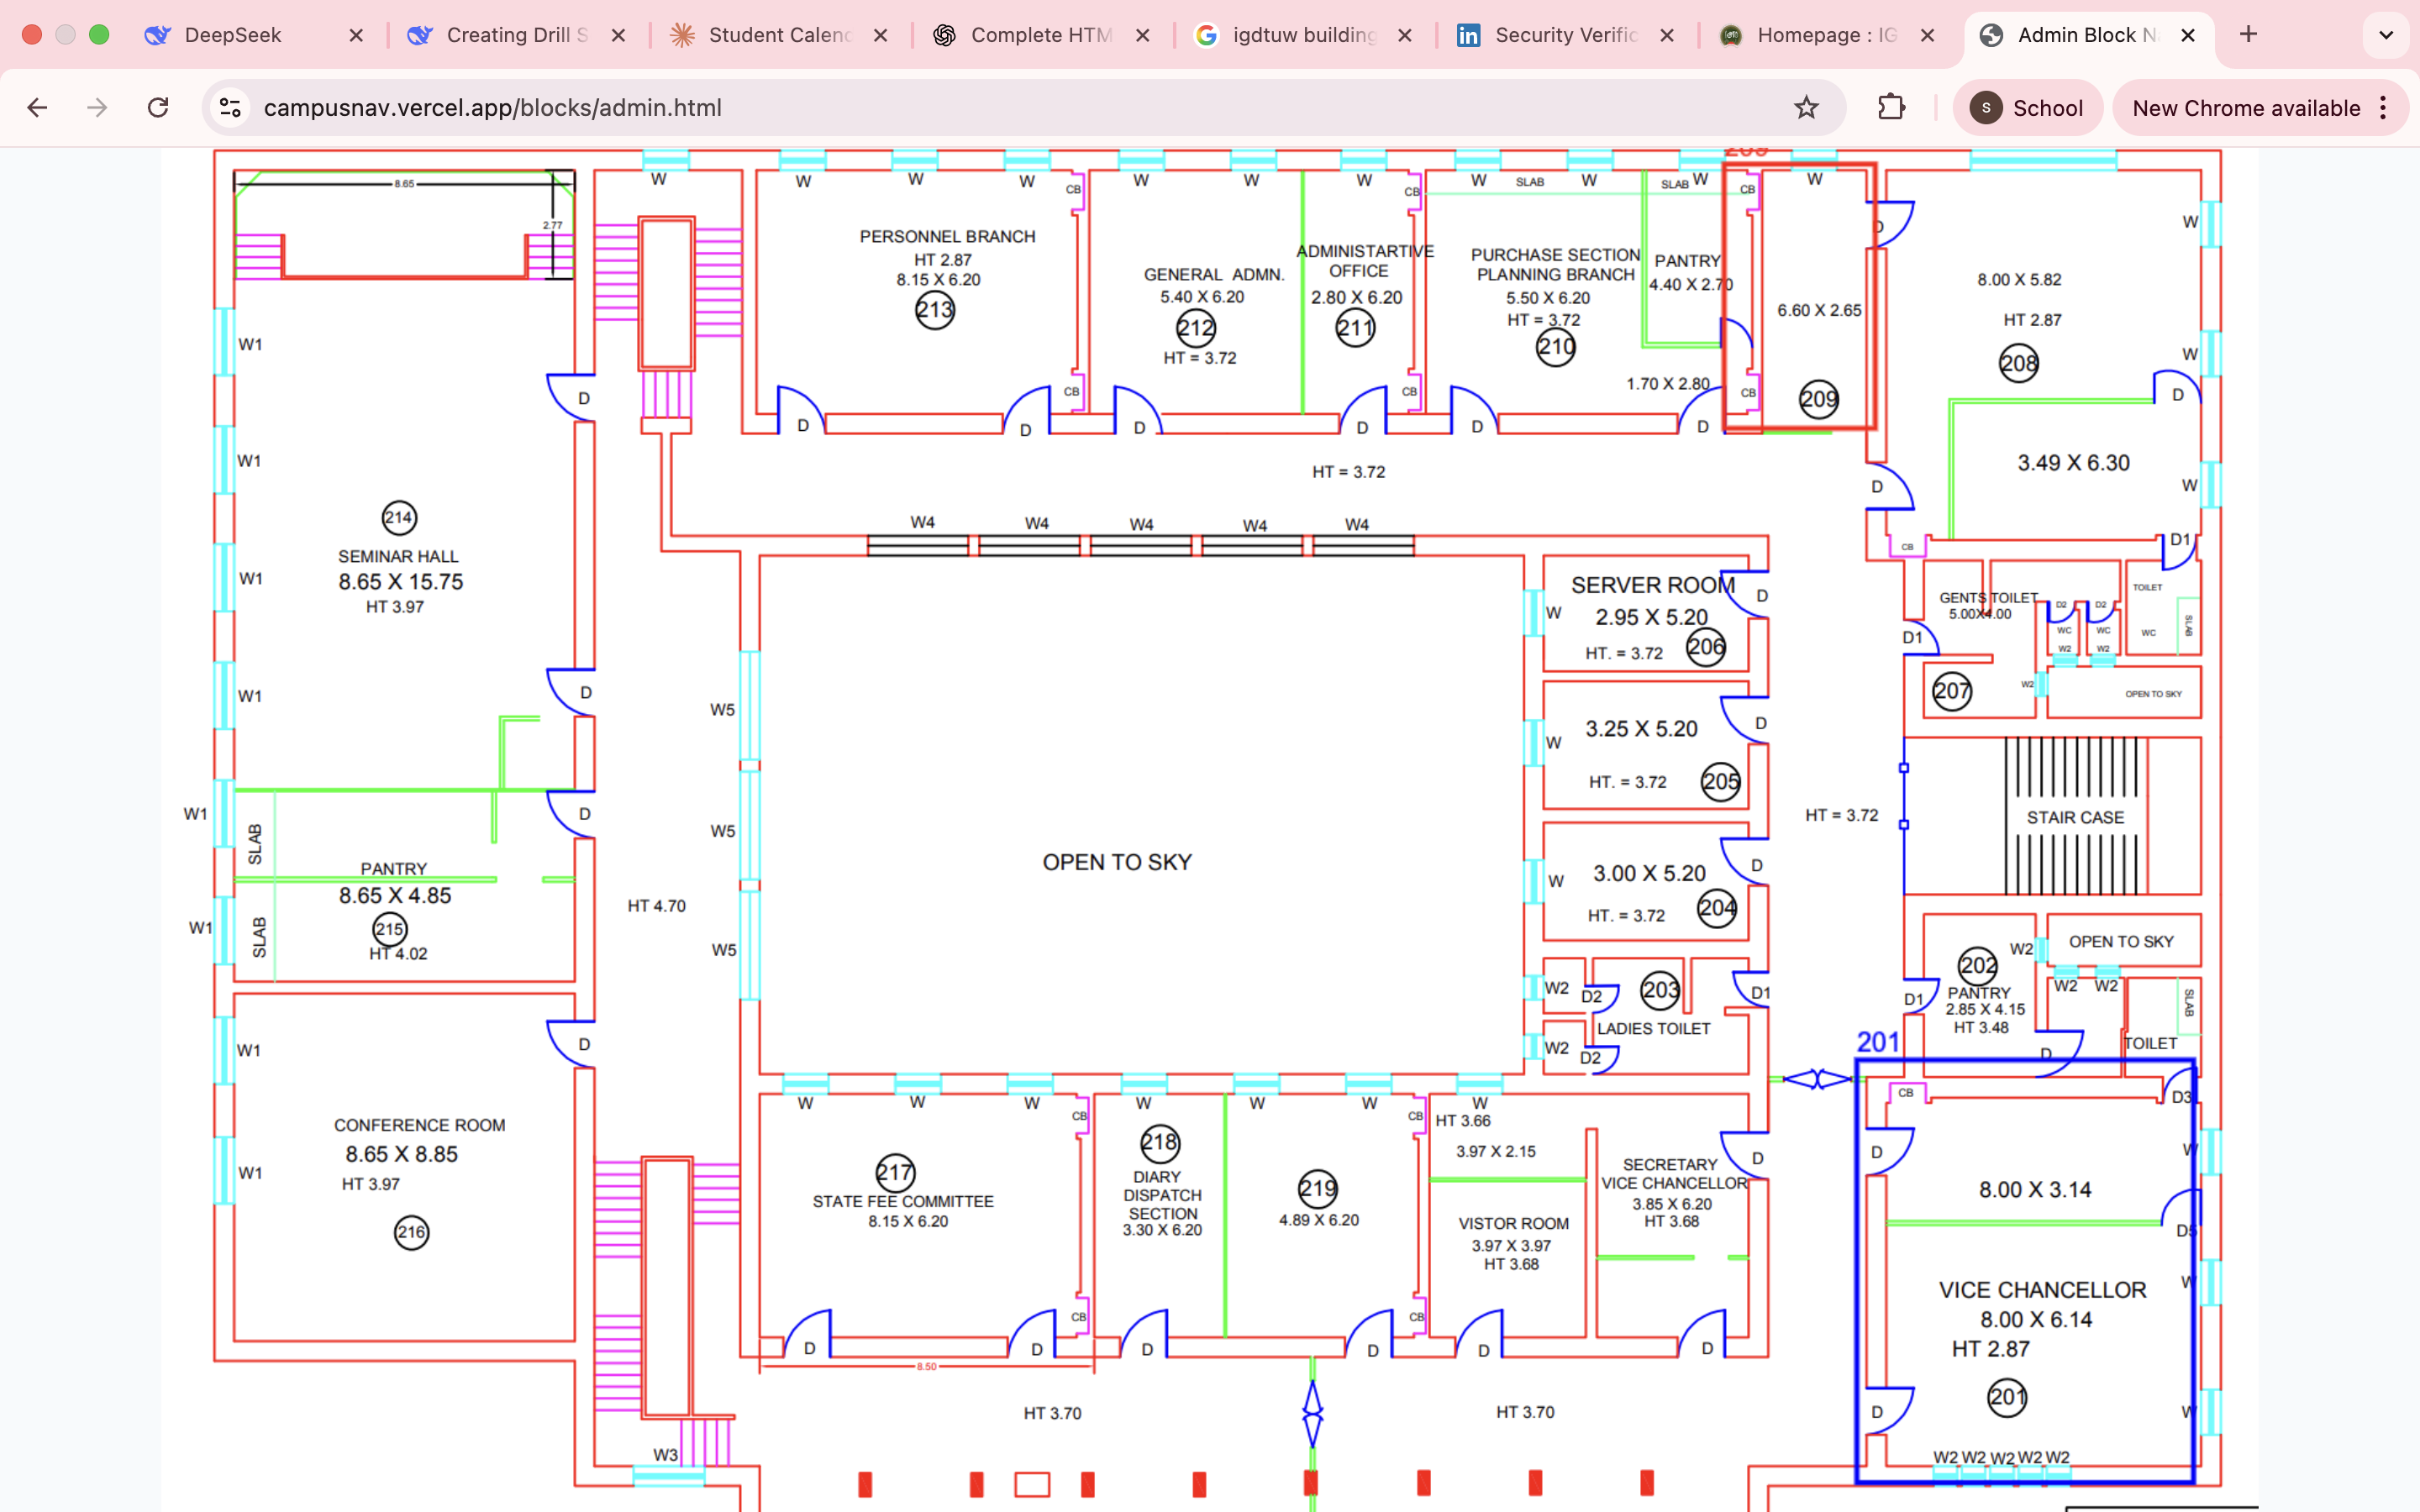 DeepSeek
Creating Drill S
Student Calenc
Complete HTM
igdtuw building
Security Verific
Homepage : IG
Admin Block N
campusnav.vercel.app/blocks/admin.html
S
School
New Chrome available
8.65
2.77
W
W
W
W
W
W
W
W
SLAB
W
SLAB
W
W
CB
CB
CB
PERSONNEL BRANCH
HT 2.87
8.15 X 6.20
213
CB
GENERAL ADMN.
5.40 X 6.20
212
HT = 3.72
ADMINISTARTIVE
OFFICE
2.80 X 6.20
211
CB
PURCHASE SECTION
PLANNING BRANCH
5.50 X 6.20
HT = 3.72
210
PANTRY
4.40 X 2.70
1.70 X 2.80
CB
6.60 X 2.65
209
D
8.00 X 5.82
HT 2.87
208
W
W
D
3.49 X 6.30
W
D1
D
D
D
D
D
D
D
D
HT = 3.72
W4
W4
W4
W4
W4
CB
W1
W1
W1
W1
D
D
214
SEMINAR HALL
8.65 X 15.75
HT 3.97
SERVER ROOM
2.95 X 5.20
HT. = 3.72
206
W
D
GENTS TOILET
5.00X4.00
D1
207
D2
D2
WC
WC
W2
W2
W2
TOILET
WC
SLAB
OPEN TO SKY
3.25 X 5.20
HT. = 3.72
205
W
D
W5
W5
W5
W1
W1
SLAB
SLAB
D
PANTRY
8.65 X 4.85
215
HT 4.02
HT 4.70
OPEN TO SKY
HT = 3.72
STAIR CASE
3.00 X 5.20
HT. = 3.72
204
W
D
W2
D2
203
D1
LADIES TOILET
W2
D2
202
PANTRY
2.85 X 4.15
HT 3.48
D1
W2
OPEN TO SKY
W2
W2
SLAB
TOILET
D
201
W1
W1
D
CONFERENCE ROOM
8.65 X 8.85
HT 3.97
216
W
W
W
W
W
W
W
CB
CB
217
STATE FEE COMMITTEE
8.15 X 6.20
CB
218
DIARY
DISPATCH
SECTION
3.30 X 6.20
219
4.89 X 6.20
CB
HT 3.66
3.97 X 2.15
VISTOR ROOM
3.97 X 3.97
HT 3.68
SECRETARY
VICE CHANCELLOR
3.85 X 6.20
HT 3.68
D
CB
D3
D
W
8.00 X 3.14
D5
W
VICE CHANCELLOR
8.00 X 6.14
HT 2.87
201
D
W
W2 W2 W2 W2 W2
D
D
D
D
D
D
8.50
HT 3.70
HT 3.70
W3